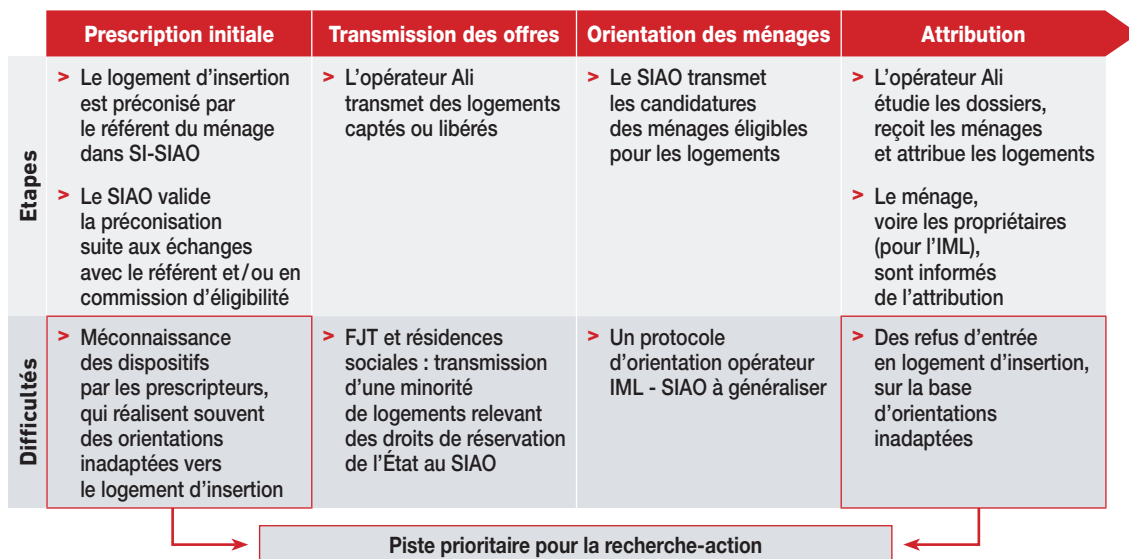 Prescription initiale
Transmission des offres
Orientation des ménages
Attribution
Etapes
> Le logement d’insertion
est préconisé par
le référent du ménage
dans SI-SIAO
> Le SIAO valide
la préconisation
suite aux échanges
avec le référent et/ou en
commission d’éligibilité
> L’opérateur Ali
transmet des logements
captés ou libérés
> Le SIAO transmet
les candidatures
des ménages éligibles
pour les logements
> L’opérateur Ali
étudie les dossiers,
reçoit les ménages
et attribue les logements
> Le ménage,
voire les propriétaires
(pour l’IML),
sont informés
de l’attribution
Difficultés
> Méconnaissance
des dispositifs
par les prescripteurs,
qui réalisent souvent
des orientations
inadaptées vers
le logement d’insertion
> FJT et résidences
sociales : transmission
d’une minorité
de logements relevant
des droits de réservation
de l’État au SIAO
> Un protocole
d’orientation opérateur
IML - SIAO à généraliser
> Des refus d’entrée
en logement d’insertion,
sur la base
d’orientations
inadaptées
Piste prioritaire pour la recherche-action